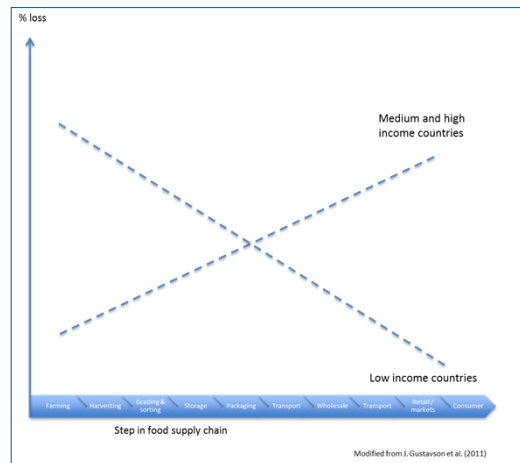 % loss
Medium and high
income countries
Low income countries
Farming
Harvesting
Grading &
sorting
Storage
Packaging
Transport
Wholesale
Transport
Retail /
markets
Consumer
Step in food supply chain
Modified from J. Gustavson et al. (2011)